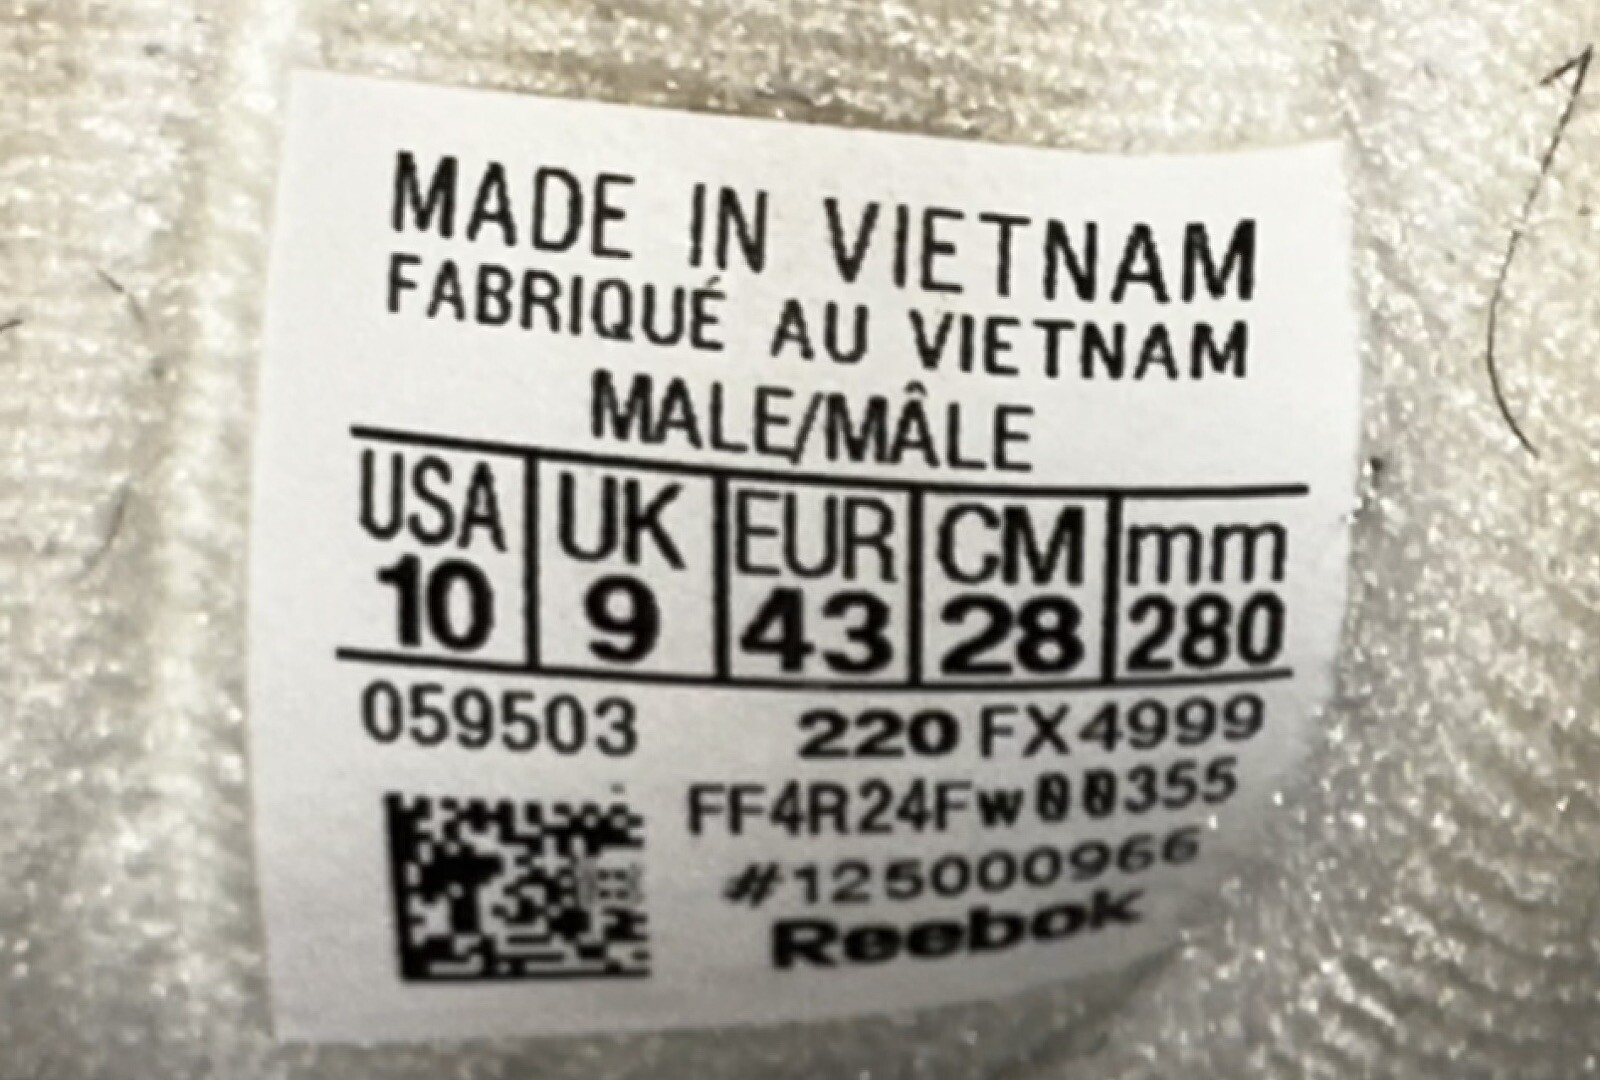 MADE IN VIETNAM
FABRIQUÉ AU VIETNAM
MALE/MÂLE
USA UK EUR CM mm
10 9 43 28 280
059503 220 FX4999
FF4R24Fw00355
#125000966
Reebok